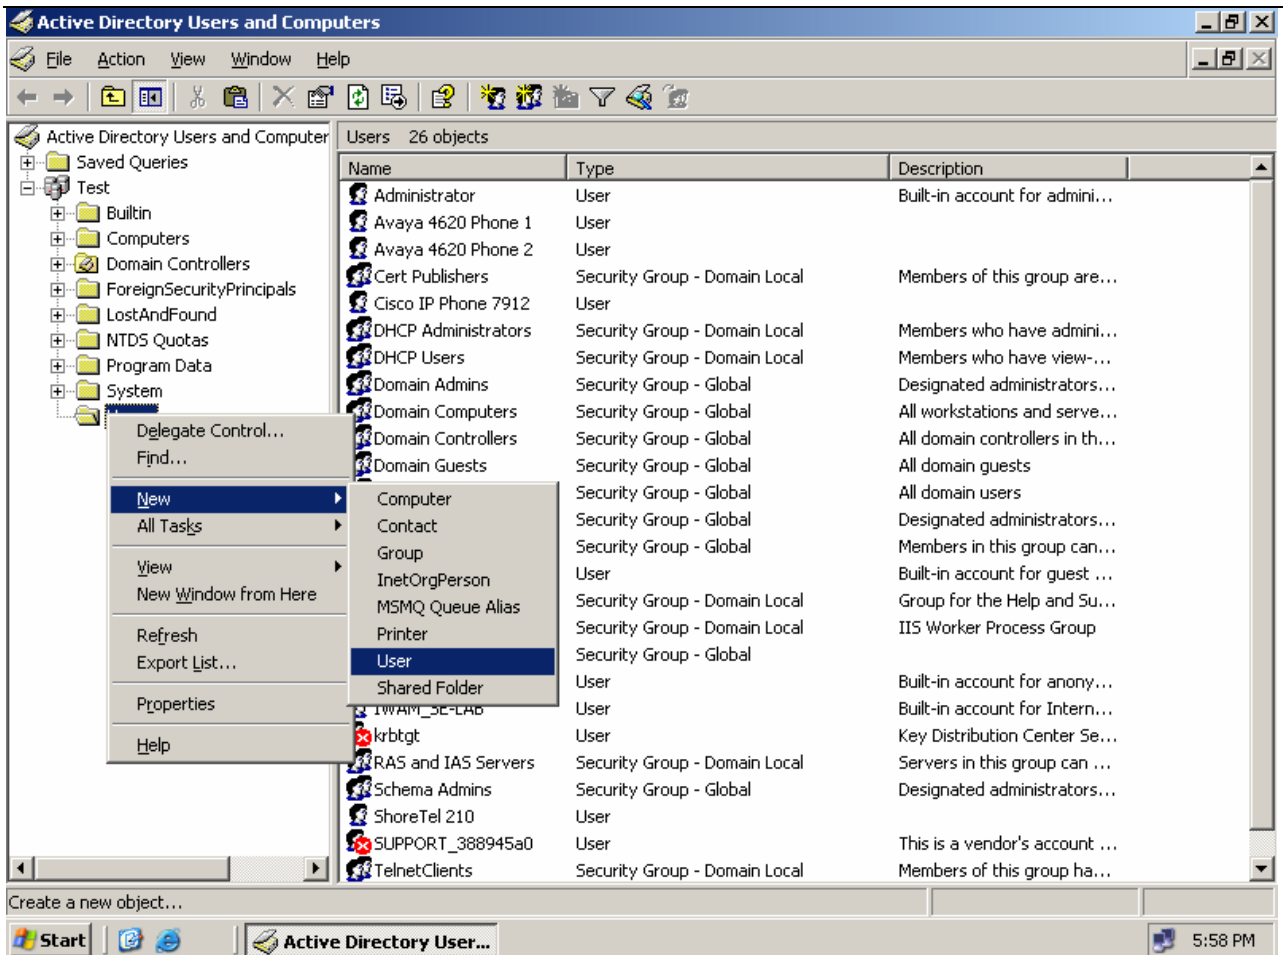 Active Directory Users and Computers
File Action View Window Help
Active Directory Users and Computer
Saved Queries
Test
Builtin
Computers
Domain Controllers
ForeignSecurityPrincipals
LostAndFound
NTDS Quotas
Program Data
System
Delegate Control...
Find...
New
All Tasks
View
New Window from Here
Refresh
Export List...
Properties
Help
Computer
Contact
Group
InetOrgPerson
MSMQ Queue Alias
Printer
User
Shared Folder
Users 26 objects
Name Type Description
Administrator User Built-in account for admini...
Avaya 4620 Phone 1 User
Avaya 4620 Phone 2 User
Cert Publishers Security Group - Domain Local Members of this group are...
Cisco IP Phone 7912 User
DHCP Administrators Security Group - Domain Local Members who have admini...
DHCP Users Security Group - Domain Local Members who have view-...
Domain Admins Security Group - Global Designated administrators...
Domain Computers Security Group - Global All workstations and serve...
Domain Controllers Security Group - Global All domain controllers in th...
Domain Guests Security Group - Global All domain guests
Security Group - Global All domain users
Security Group - Global Designated administrators...
Security Group - Global Members in this group can...
User Built-in account for guest ...
Security Group - Domain Local Group for the Help and Su...
Security Group - Domain Local IIS Worker Process Group
Security Group - Global
User Built-in account for anony...
IWAM_SE-LAB User Built-in account for Intern...
krbtgt User Key Distribution Center Se...
RAS and IAS Servers Security Group - Domain Local Servers in this group can ...
Schema Admins Security Group - Global Designated administrators...
ShoreTel 210 User
SUPPORT_388945a0 User This is a vendor's account ...
TelnetClients Security Group - Domain Local Members of this group ha...
Create a new object...
Start Active Directory User... 5:58 PM